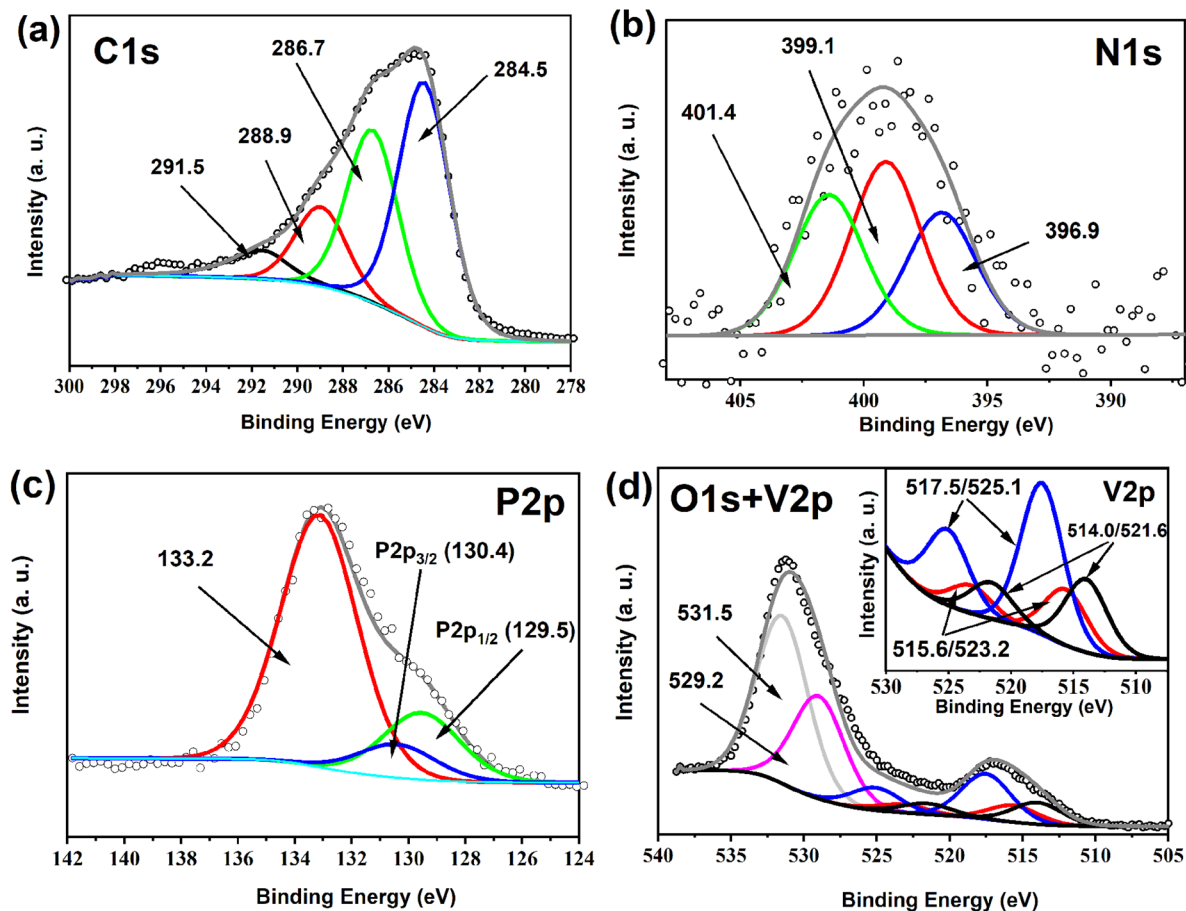 (a)
C1s
284.5
286.7
288.9
291.5
Intensity (a. u.)
300 298 296 294 292 290 288 286 284 282 280 278
Binding Energy (eV)
(b)
N1s
399.1
401.4
396.9
Intensity (a. u.)
405 400 395 390
Binding Energy (eV)
(c)
P2p
133.2
P2p3/2 (130.4)
P2p1/2 (129.5)
Intensity (a. u.)
142 140 138 136 134 132 130 128 126 124
Binding Energy (eV)
(d)
O1s+V2p
531.5
529.2
Intensity (a. u.)
540 535 530 525 520 515 510 505
Binding Energy (eV)
V2p
517.5/525.1
514.0/521.6
515.6/523.2
Intensity (a. u.)
530 525 520 515 510
Binding Energy (eV)